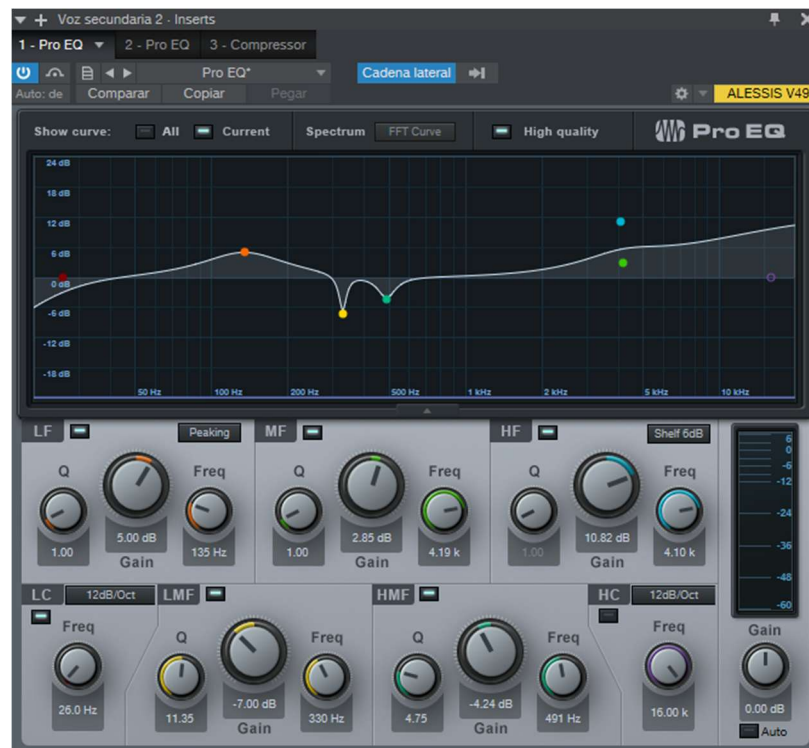 Voz secundaria 2 - Inserts
1 - Pro EQ 2 - Pro EQ 3 - Compressor
Pro EQ* Cadena lateral
Auto: de Comparar Copiar Pegar ALESSIS V49
Show curve: All Current Spectrum FFT Curve High quality Pro EQ
24 dB
18 dB
12 dB
6 dB
0 dB
-6 dB
-12 dB
-18 dB
50 Hz 100 Hz 200 Hz 500 Hz 1 kHz 2 kHz 5 kHz 10 kHz
LF Peaking MF HF Shelf 6dB
Q Freq Q Freq Q Freq
1.00 5.00 dB 135 Hz 1.00 2.85 dB 4.19 k 1.00 10.82 dB 4.10 k
Gain Gain Gain
6
0
-6
-12
-24
-36
-48
-60
LC 12dB/Oct LMF HMF HC 12dB/Oct
Freq Q Freq Q Freq Freq Gain
26.0 Hz 11.35 -7.00 dB 330 Hz 4.75 -4.24 dB 491 Hz 16.00 k 0.00 dB
Gain Gain Auto